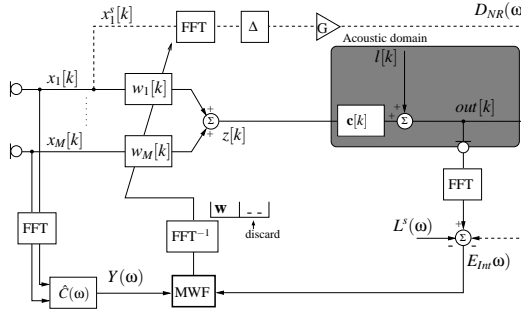 x₁ˢ[k]
FFT
Δ
G
D_NR(ω
Acoustic domain
l[k]
x₁[k]
w₁[k]
+
Σ
+
z[k]
c[k]
+
+
Σ
out[k]
x_M[k]
w_M[k]
FFT
w
- -
discard
FFT
FFT⁻¹
Lˢ(ω)
+
Σ
-
-
E_Int ω)
Ĉ(ω)
Y(ω)
MWF